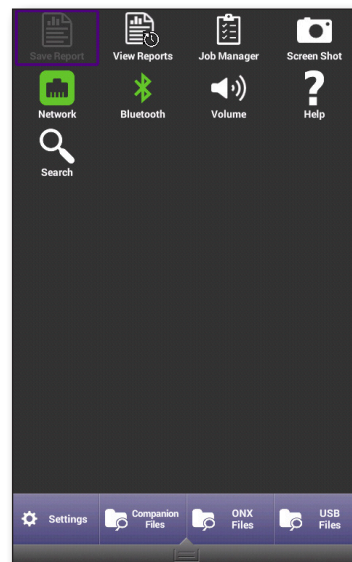 Save Report
View Reports
Job Manager
Screen Shot
Network
Bluetooth
Volume
Help
Search
Settings
Companion
Files
ONX
Files
USB
Files